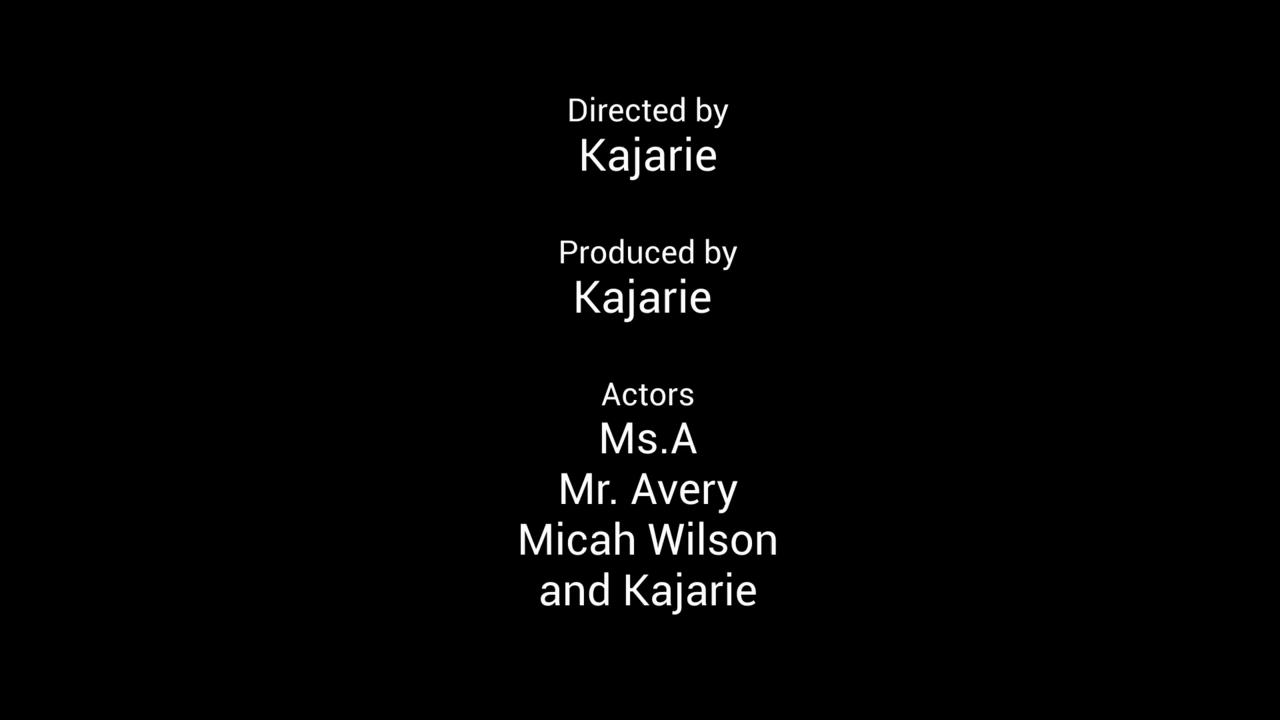 Directed by
Kajarie
Produced by
Kajarie
Actors
Ms.A
Mr. Avery
Micah Wilson
and Kajarie